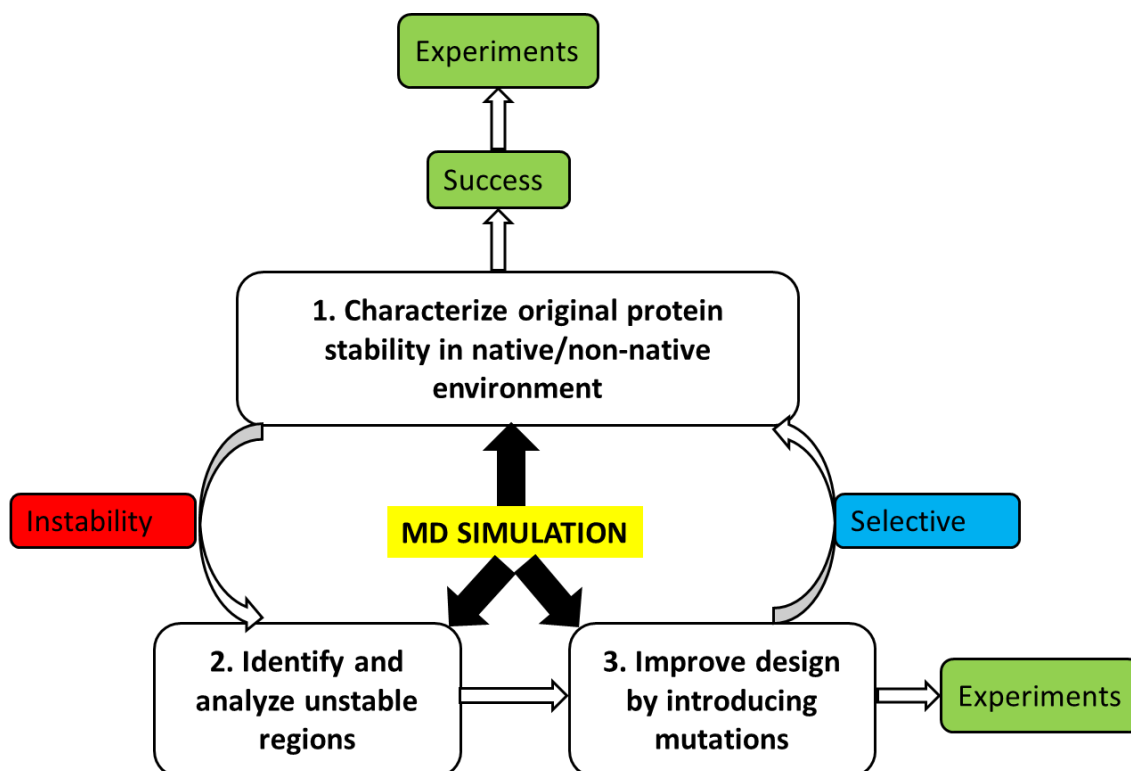 Experiments
Success
1. Characterize original protein
stability in native/non-native
environment
Instability
MD SIMULATION
Selective
2. Identify and
analyze unstable
regions
3. Improve design
by introducing
mutations
Experiments